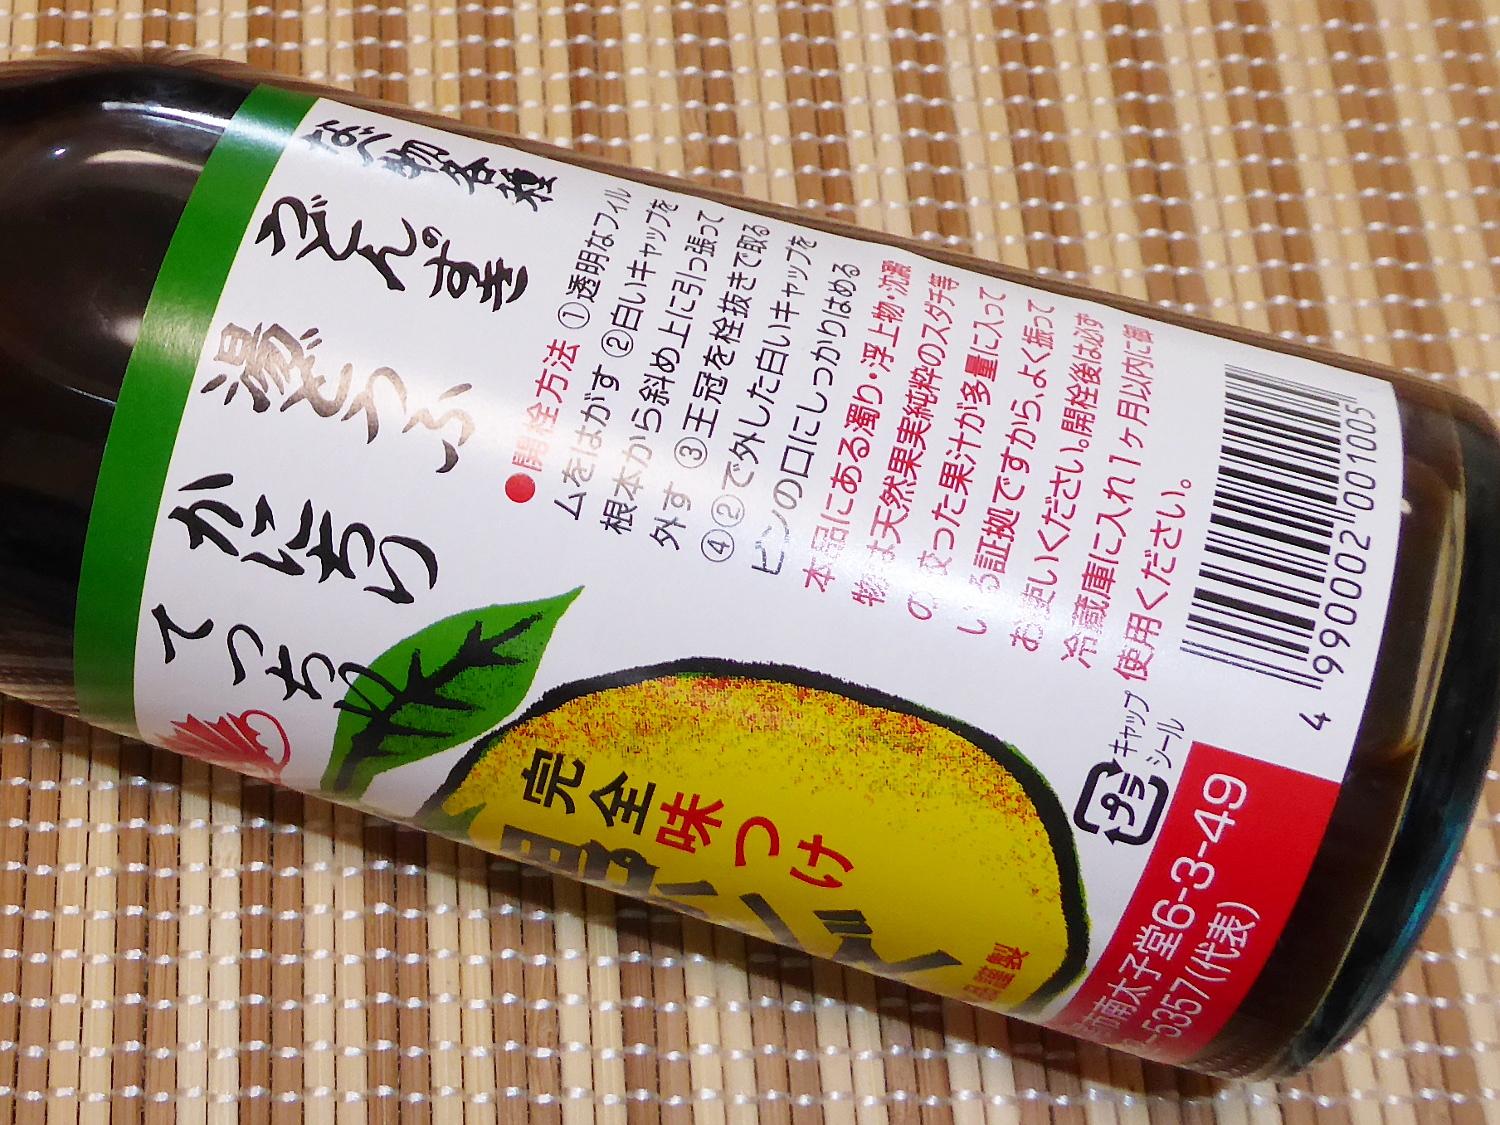 なべ物各種
うどんすき
湯どうふ
かにちり
てっちり
●開栓方法 ①透明なフィル
ムをはがす ②白いキャップを
根本から斜め上に引っ張って
外す ③王冠を栓抜きで取る
④②で外した白いキャップを
ビンの口にしっかりはめる
本品にある濁り・浮上物・沈澱
物は天然果実純粋のスダチ等
の絞った果汁が多量に入って
いる証拠ですから、よく振って
お使いください。開栓後は必ず
冷蔵庫に入れ1ヶ月以内に
使用ください。
4 990002 001005
プラ
キャップ
シール
完全味つけ
謹製
南太子堂6-3-49
-5357(代表)